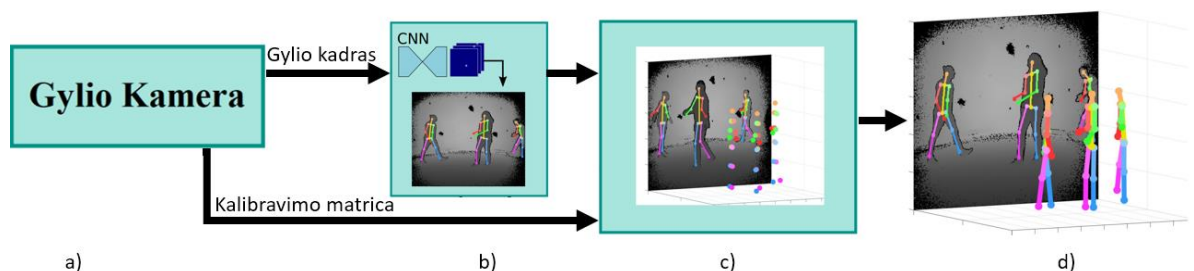 Gylio Kamera
Gylio kadras
CNN
Kalibravimo matrica
a)
b)
c)
d)